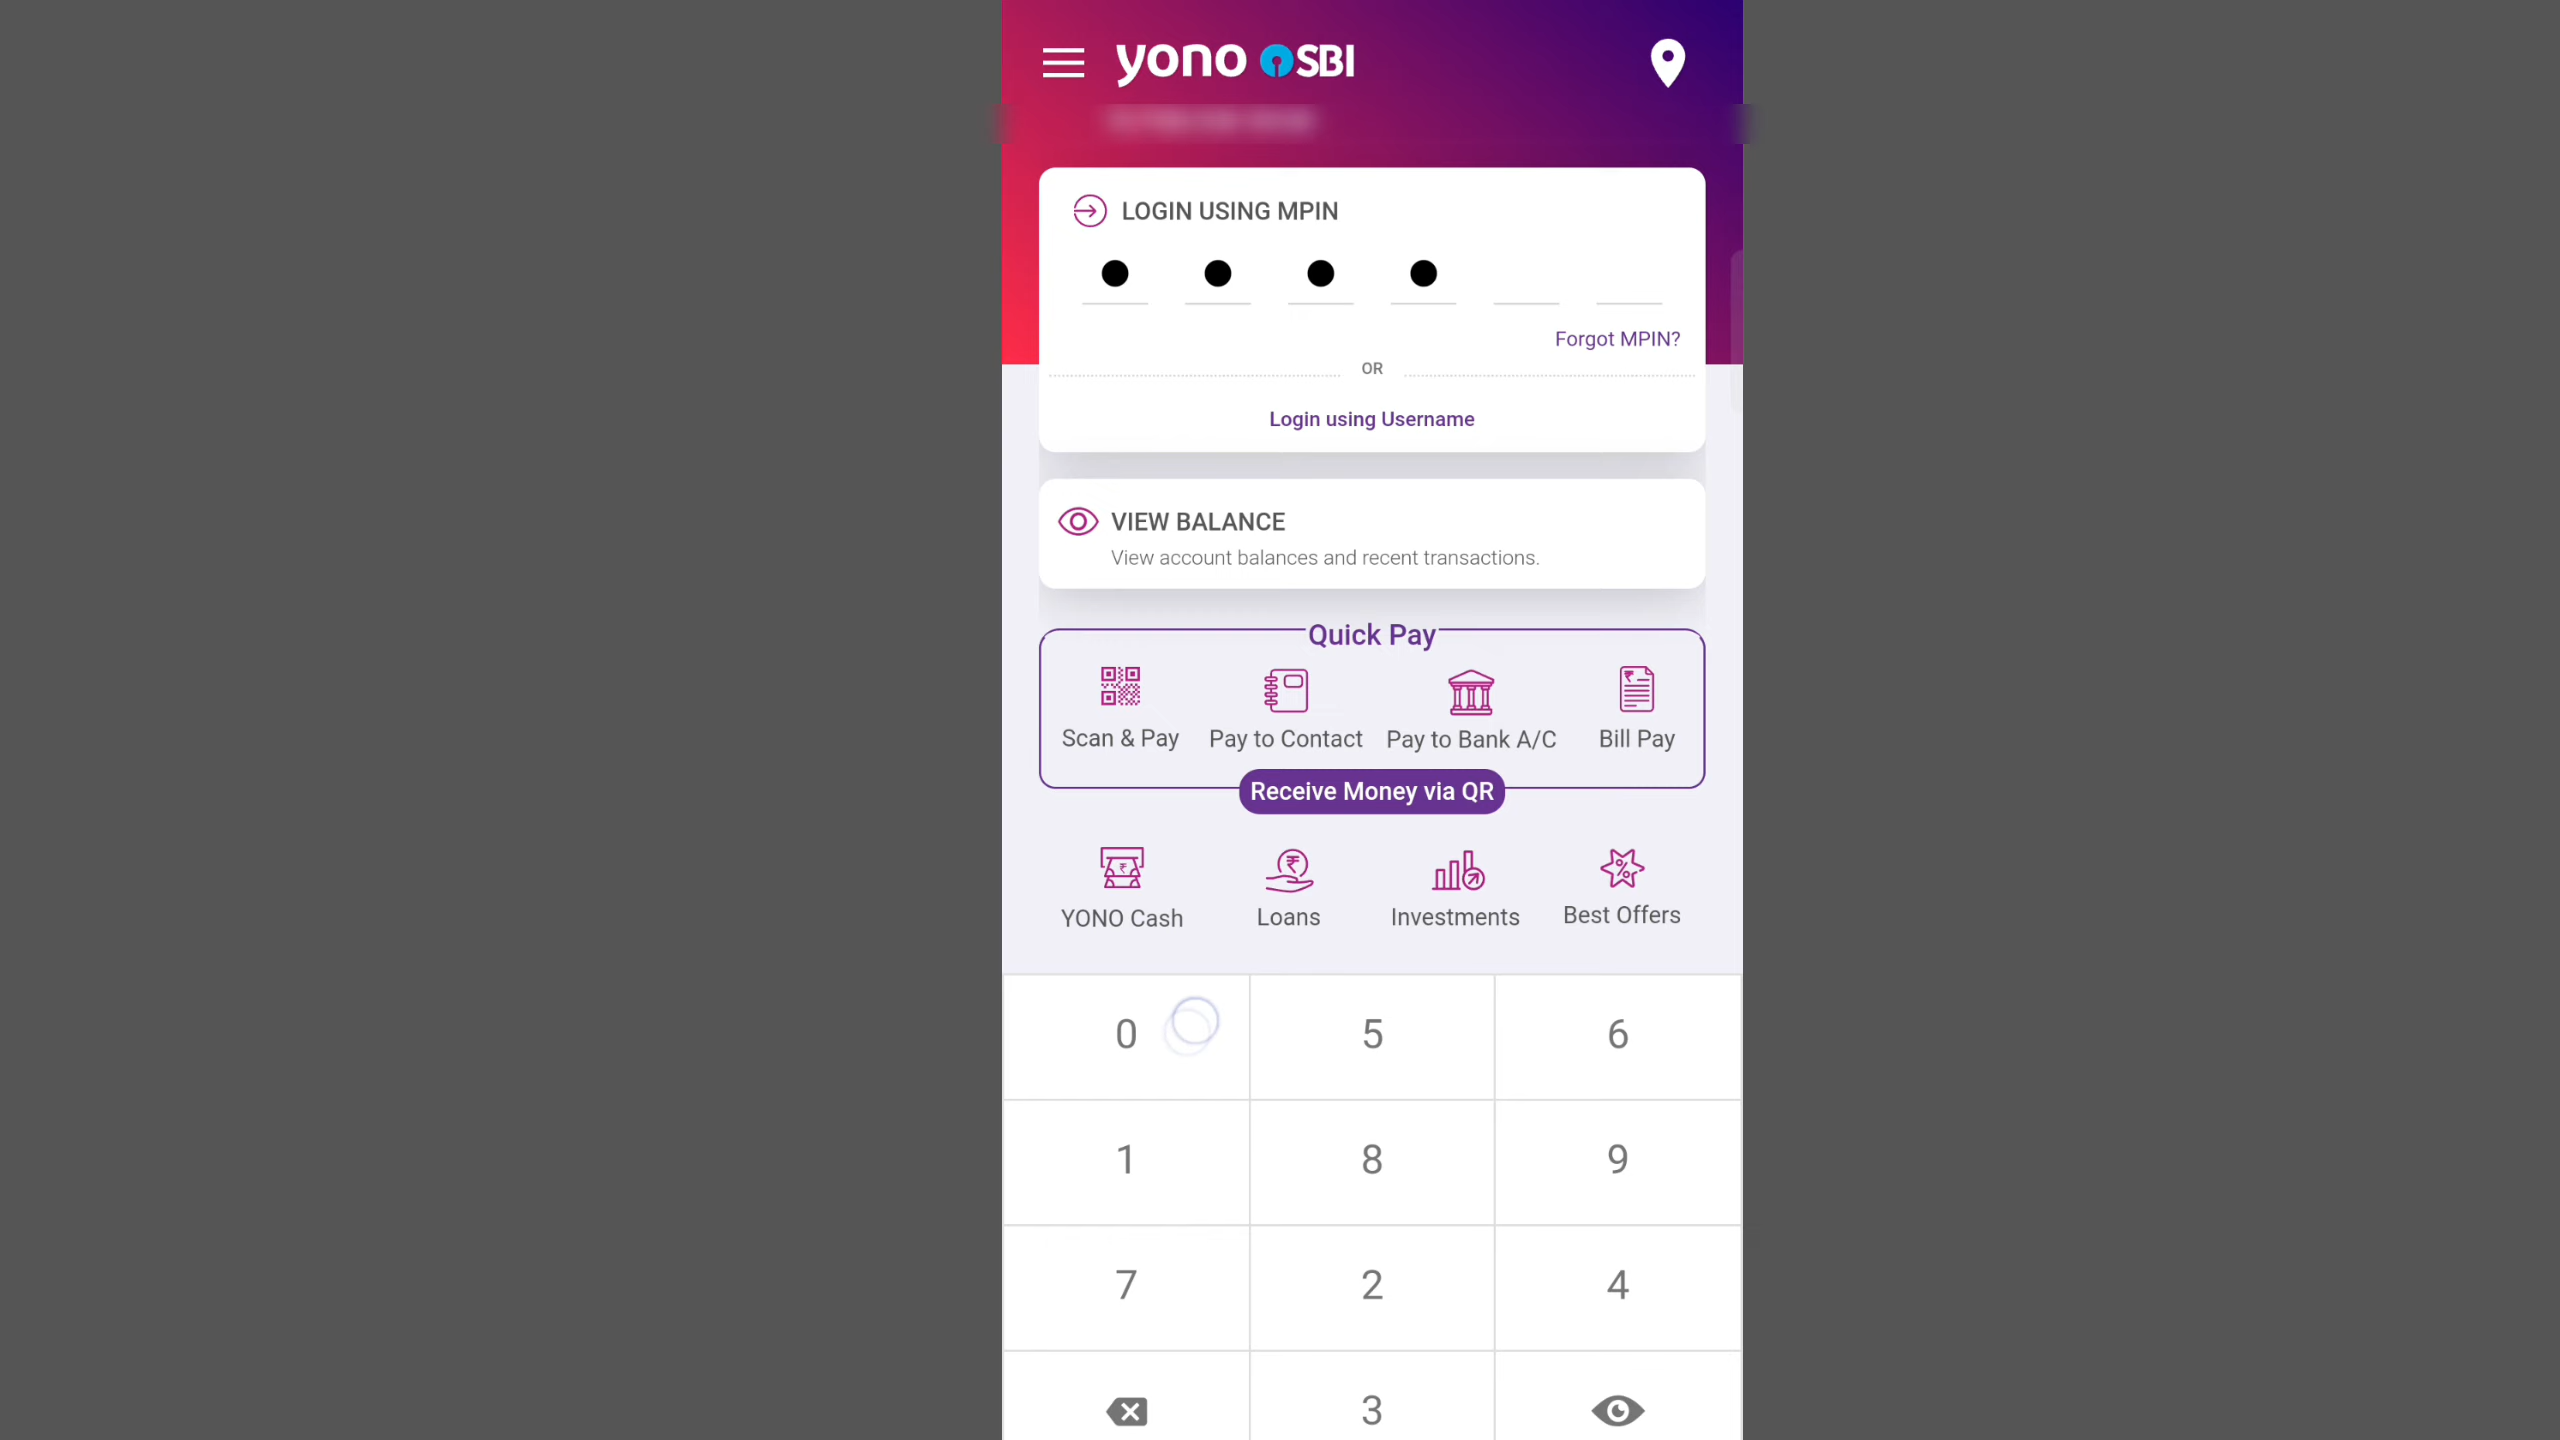 yono SBI
LOGIN USING MPIN
Forgot MPIN?
OR
Login using Username
VIEW BALANCE
View account balances and recent transactions.
Quick Pay
Scan & Pay Pay to Contact Pay to Bank A/C Bill Pay
Receive Money via QR
YONO Cash Loans Investments Best Offers
0 5 6
1 8 9
7 2 4
3